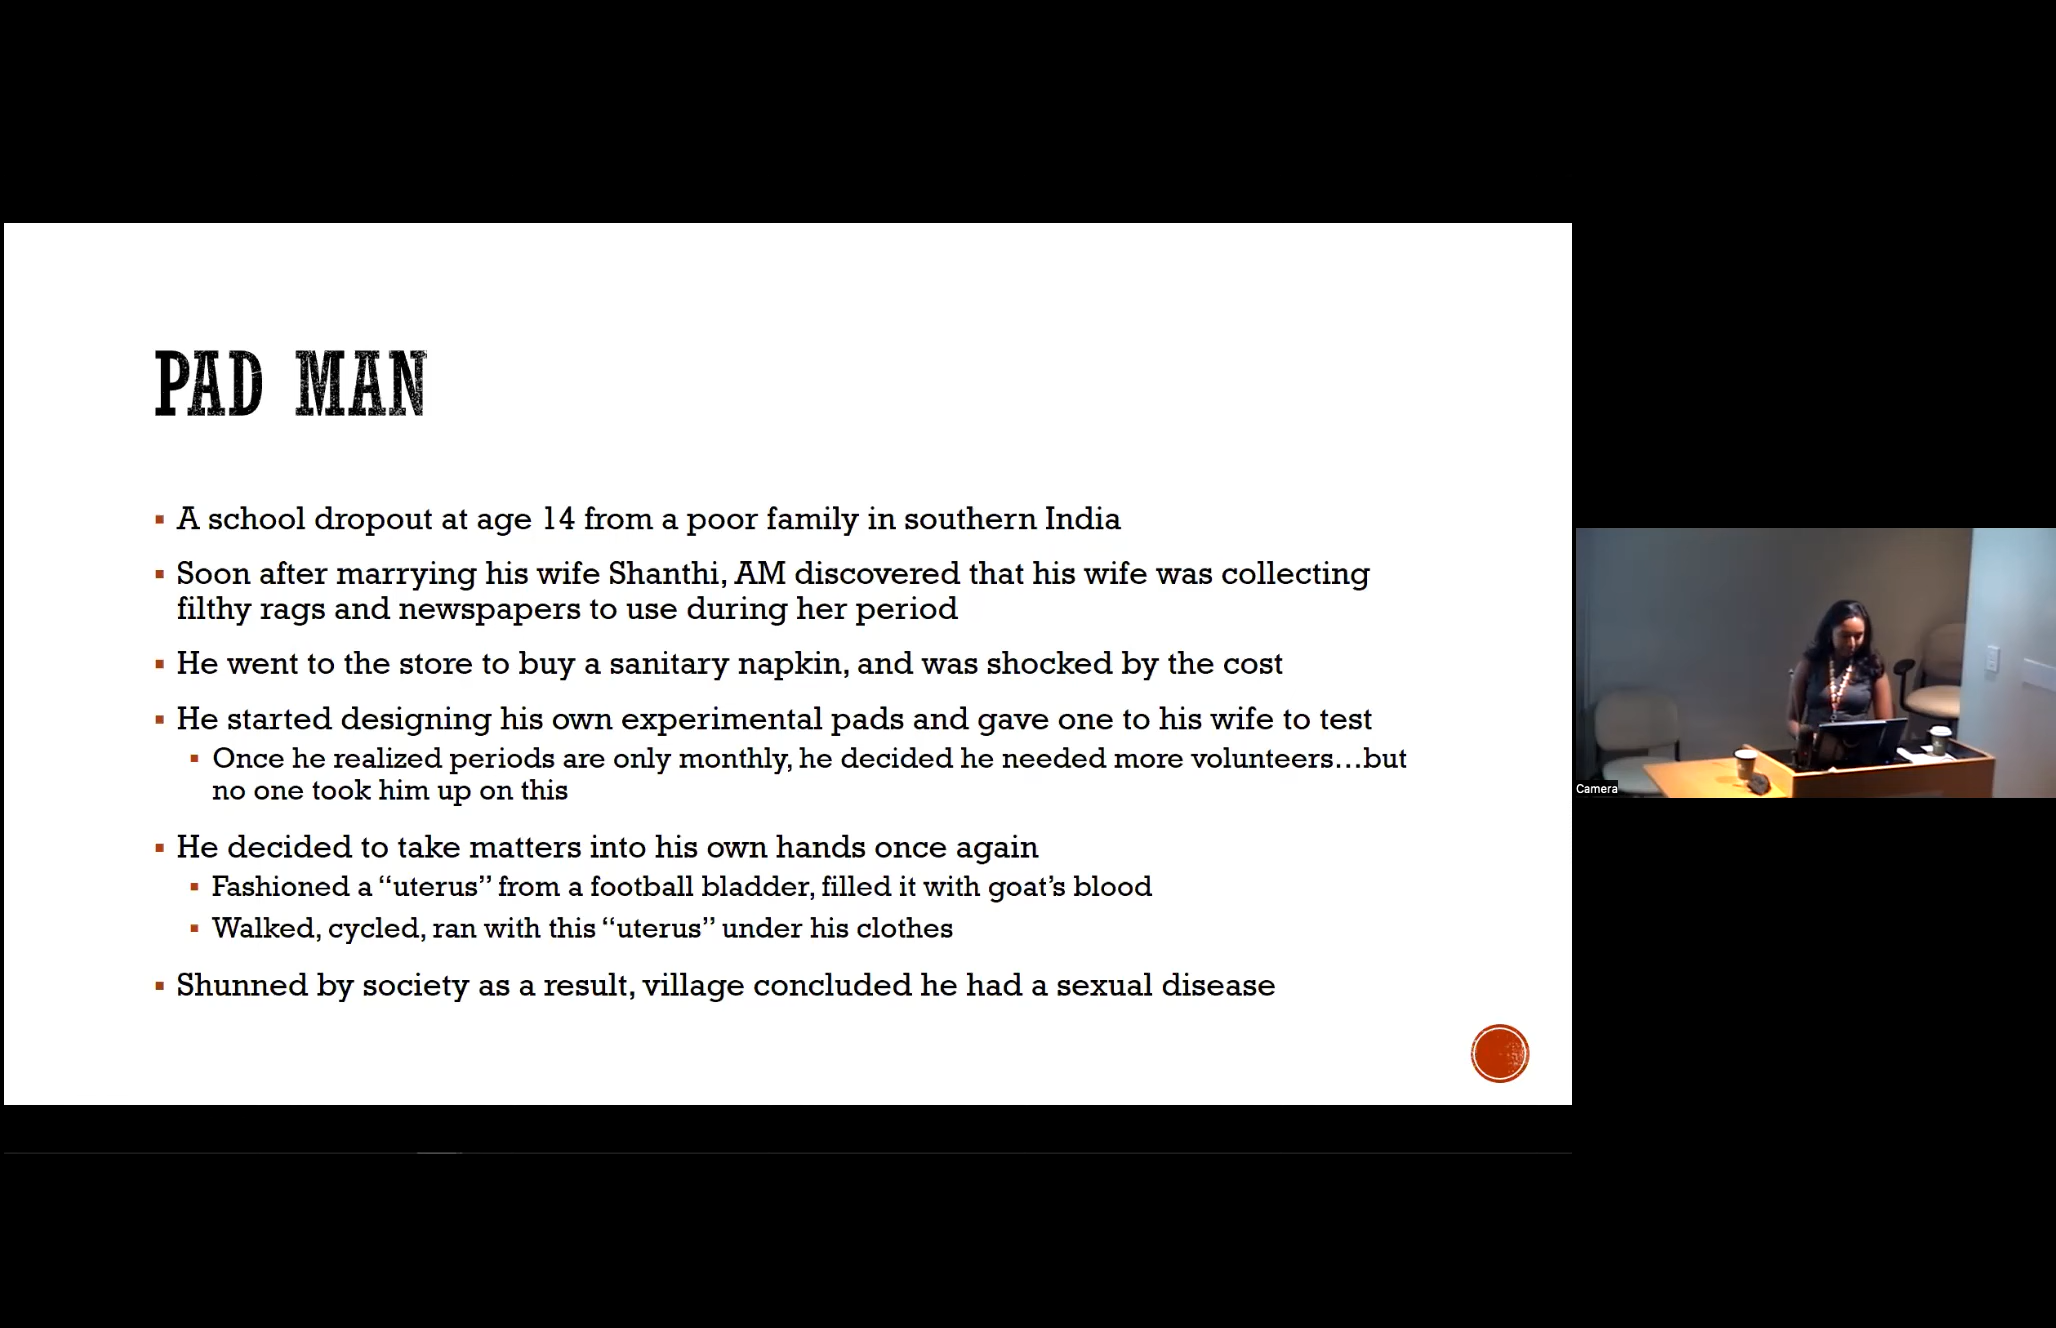 PAD MAN
▪ A school dropout at age 14 from a poor family in southern India
▪ Soon after marrying his wife Shanthi, AM discovered that his wife was collecting
filthy rags and newspapers to use during her period
▪ He went to the store to buy a sanitary napkin, and was shocked by the cost
▪ He started designing his own experimental pads and gave one to his wife to test
▪ Once he realized periods are only monthly, he decided he needed more volunteers…but
no one took him up on this
▪ He decided to take matters into his own hands once again
▪ Fashioned a “uterus” from a football bladder, filled it with goat’s blood
▪ Walked, cycled, ran with this “uterus” under his clothes
▪ Shunned by society as a result, village concluded he had a sexual disease
Camera